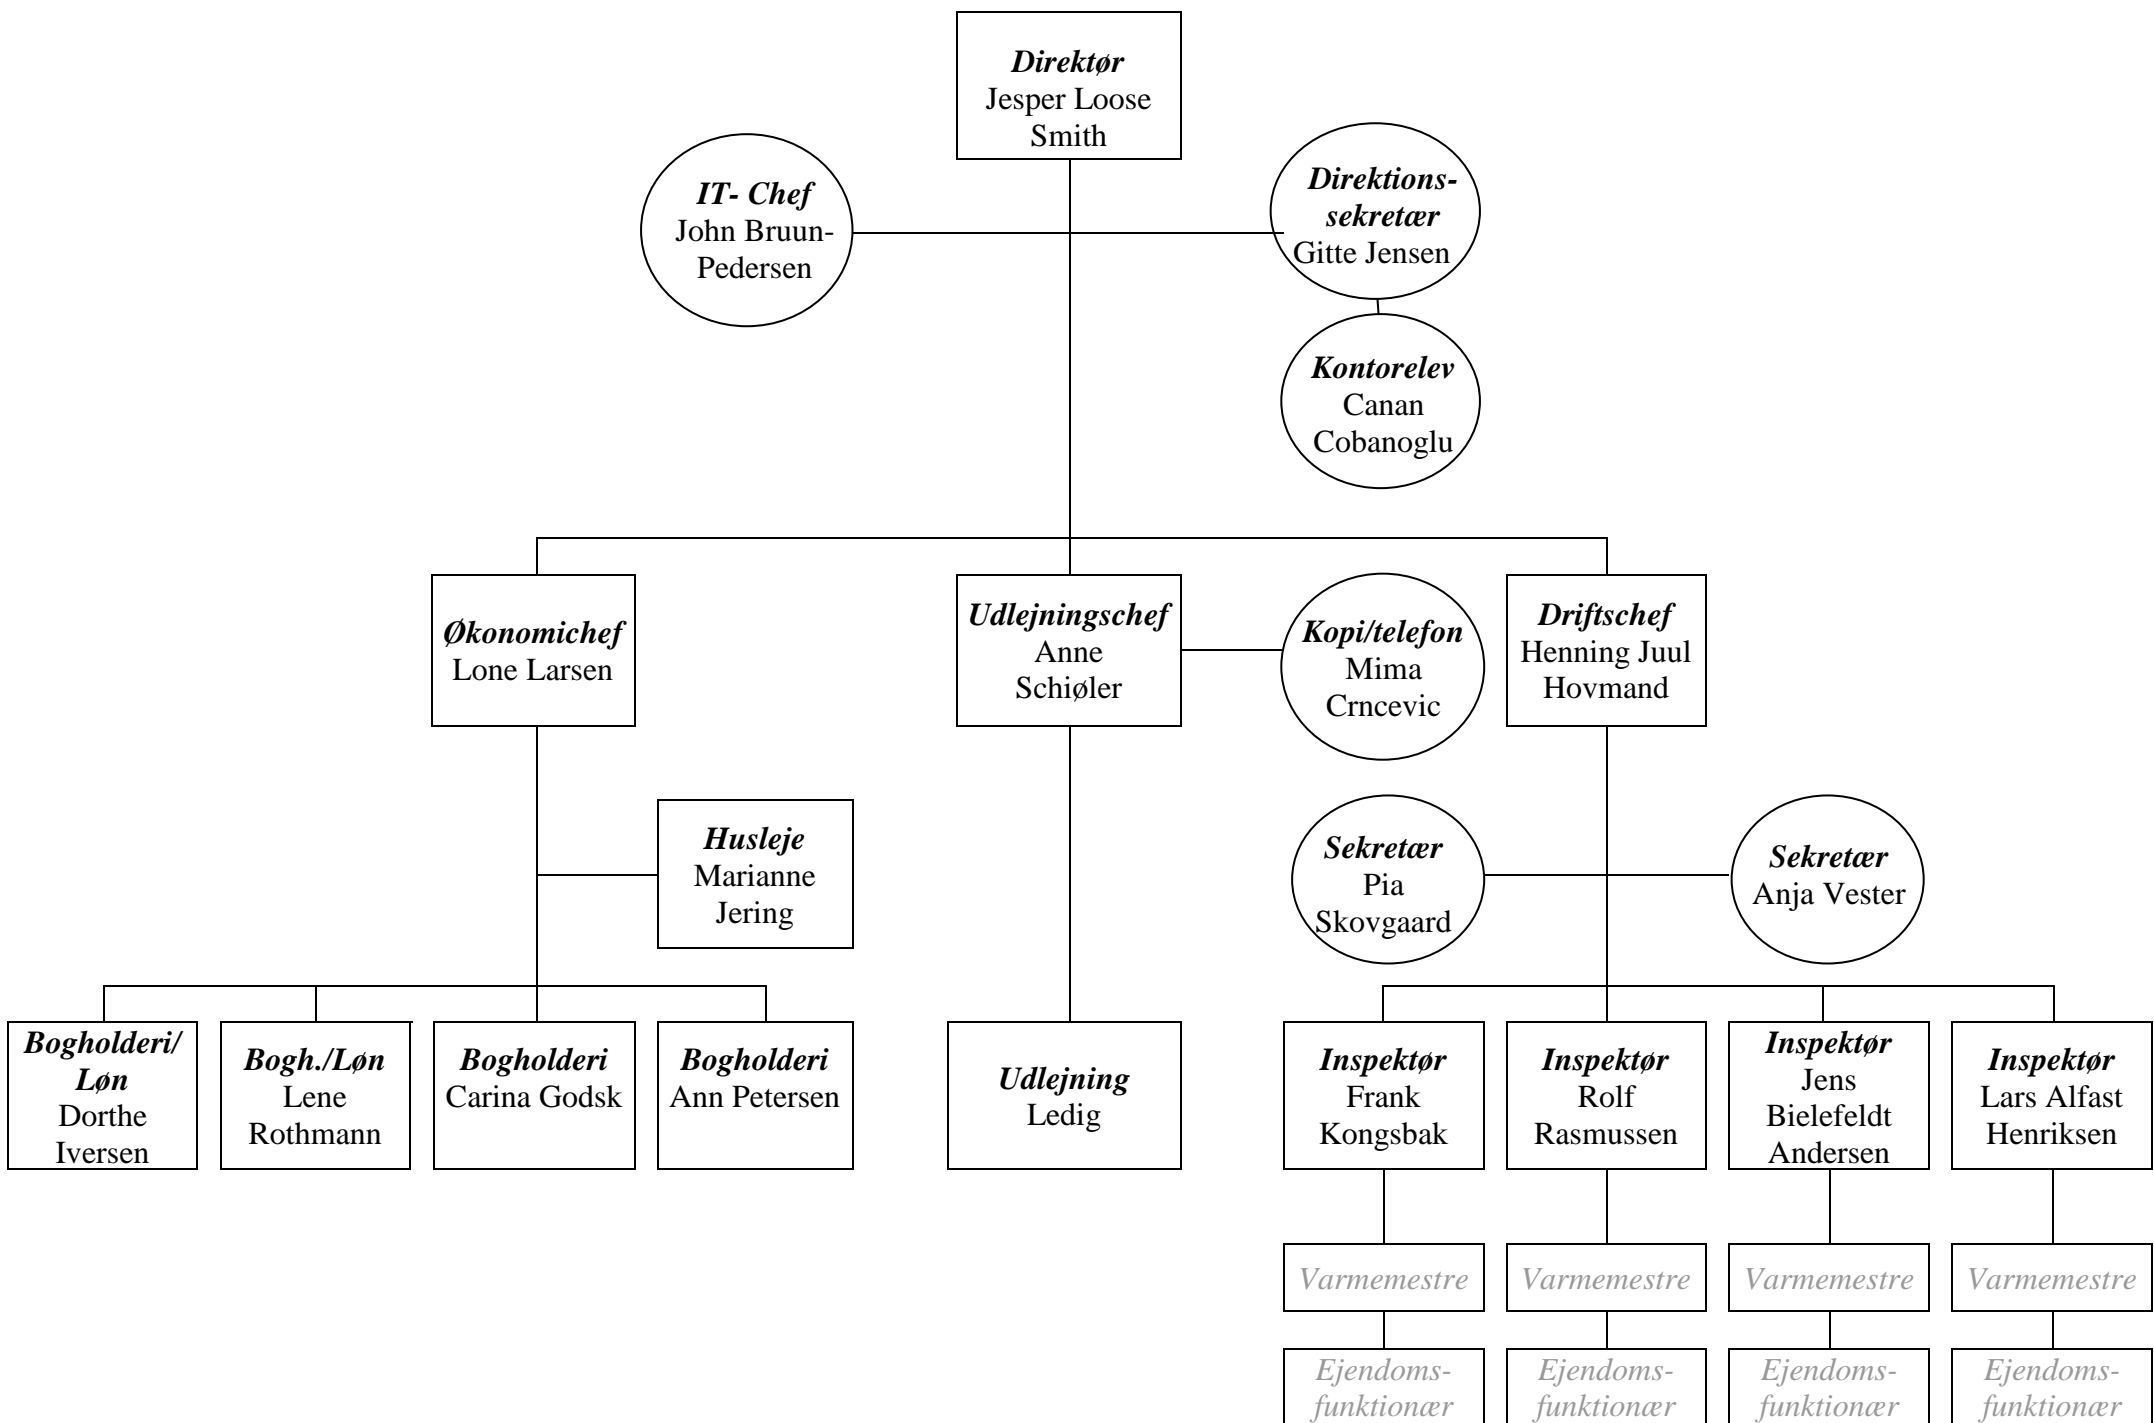 Direktør
Jesper Loose
Smith
IT- Chef
John Bruun-
Pedersen
Direktions-
sekretær
Gitte Jensen
Kontorelev
Canan
Cobanoglu
Økonomichef
Lone Larsen
Udlejningschef
Anne
Schiøler
Kopi/telefon
Mima
Crncevic
Driftschef
Henning Juul
Hovmand
Husleje
Marianne
Jering
Sekretær
Pia
Skovgaard
Sekretær
Anja Vester
Bogholderi/
Løn
Dorthe
Iversen
Bogh./Løn
Lene
Rothmann
Bogholderi
Carina Godsk
Bogholderi
Ann Petersen
Udlejning
Ledig
Inspektør
Frank
Kongsbak
Inspektør
Rolf
Rasmussen
Inspektør
Jens
Bielefeldt
Andersen
Inspektør
Lars Alfast
Henriksen
Varmemestre
Varmemestre
Varmemestre
Varmemestre
Ejendoms-
funktionær
Ejendoms-
funktionær
Ejendoms-
funktionær
Ejendoms-
funktionær